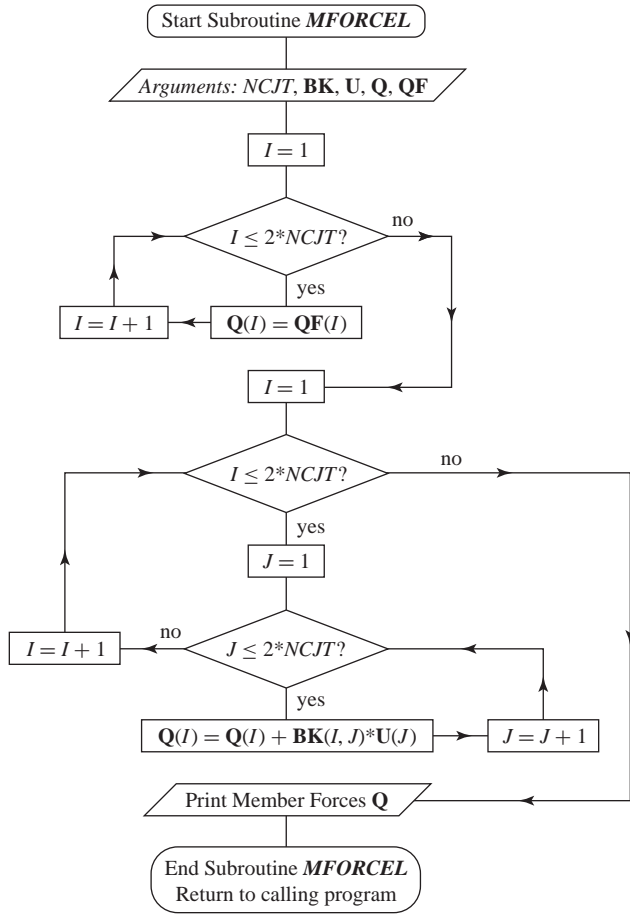 Start Subroutine MFORCEL
Arguments: NCJT, BK, U, Q, QF
I = 1
I ≤ 2*NCJT?
no
yes
I = I + 1
Q(I) = QF(I)
I = 1
I ≤ 2*NCJT?
no
yes
J = 1
I = I + 1
no
J ≤ 2*NCJT?
yes
Q(I) = Q(I) + BK(I, J)*U(J)
J = J + 1
Print Member Forces Q
End Subroutine MFORCEL
Return to calling program